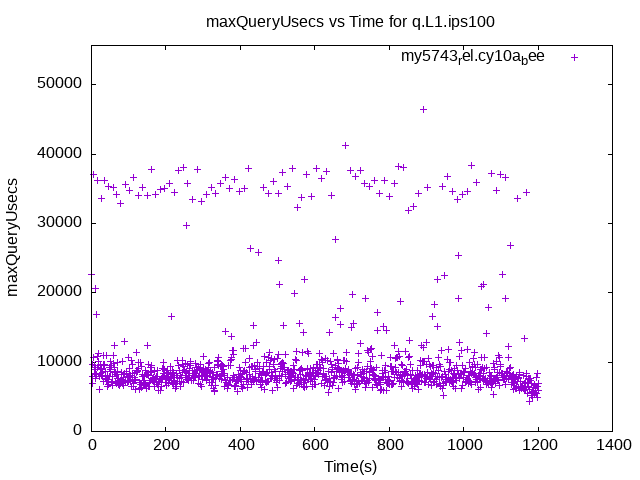 maxQueryUsecs vs Time for q.L1.ips100
my5743rel.cy10abee
50000
40000
30000
20000
10000
0
maxQueryUsecs
0 200 400 600 800 1000 1200 1400
Time(s)